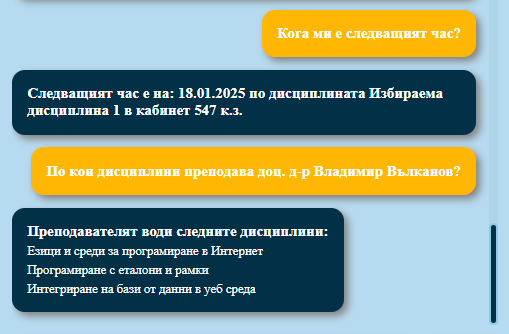 Кога ми е следващият час?
Следващият час е на: 18.01.2025 по дисциплината Избираема
дисциплина 1 в кабинет 547 к.з.
По кои дисциплини преподава доц. д-р Владимир Вълканов?
Преподавателят води следните дисциплини:
Езици и среди за програмиране в Интернет
Програмиране с еталони и рамки
Интегриране на бази от данни в уеб среда